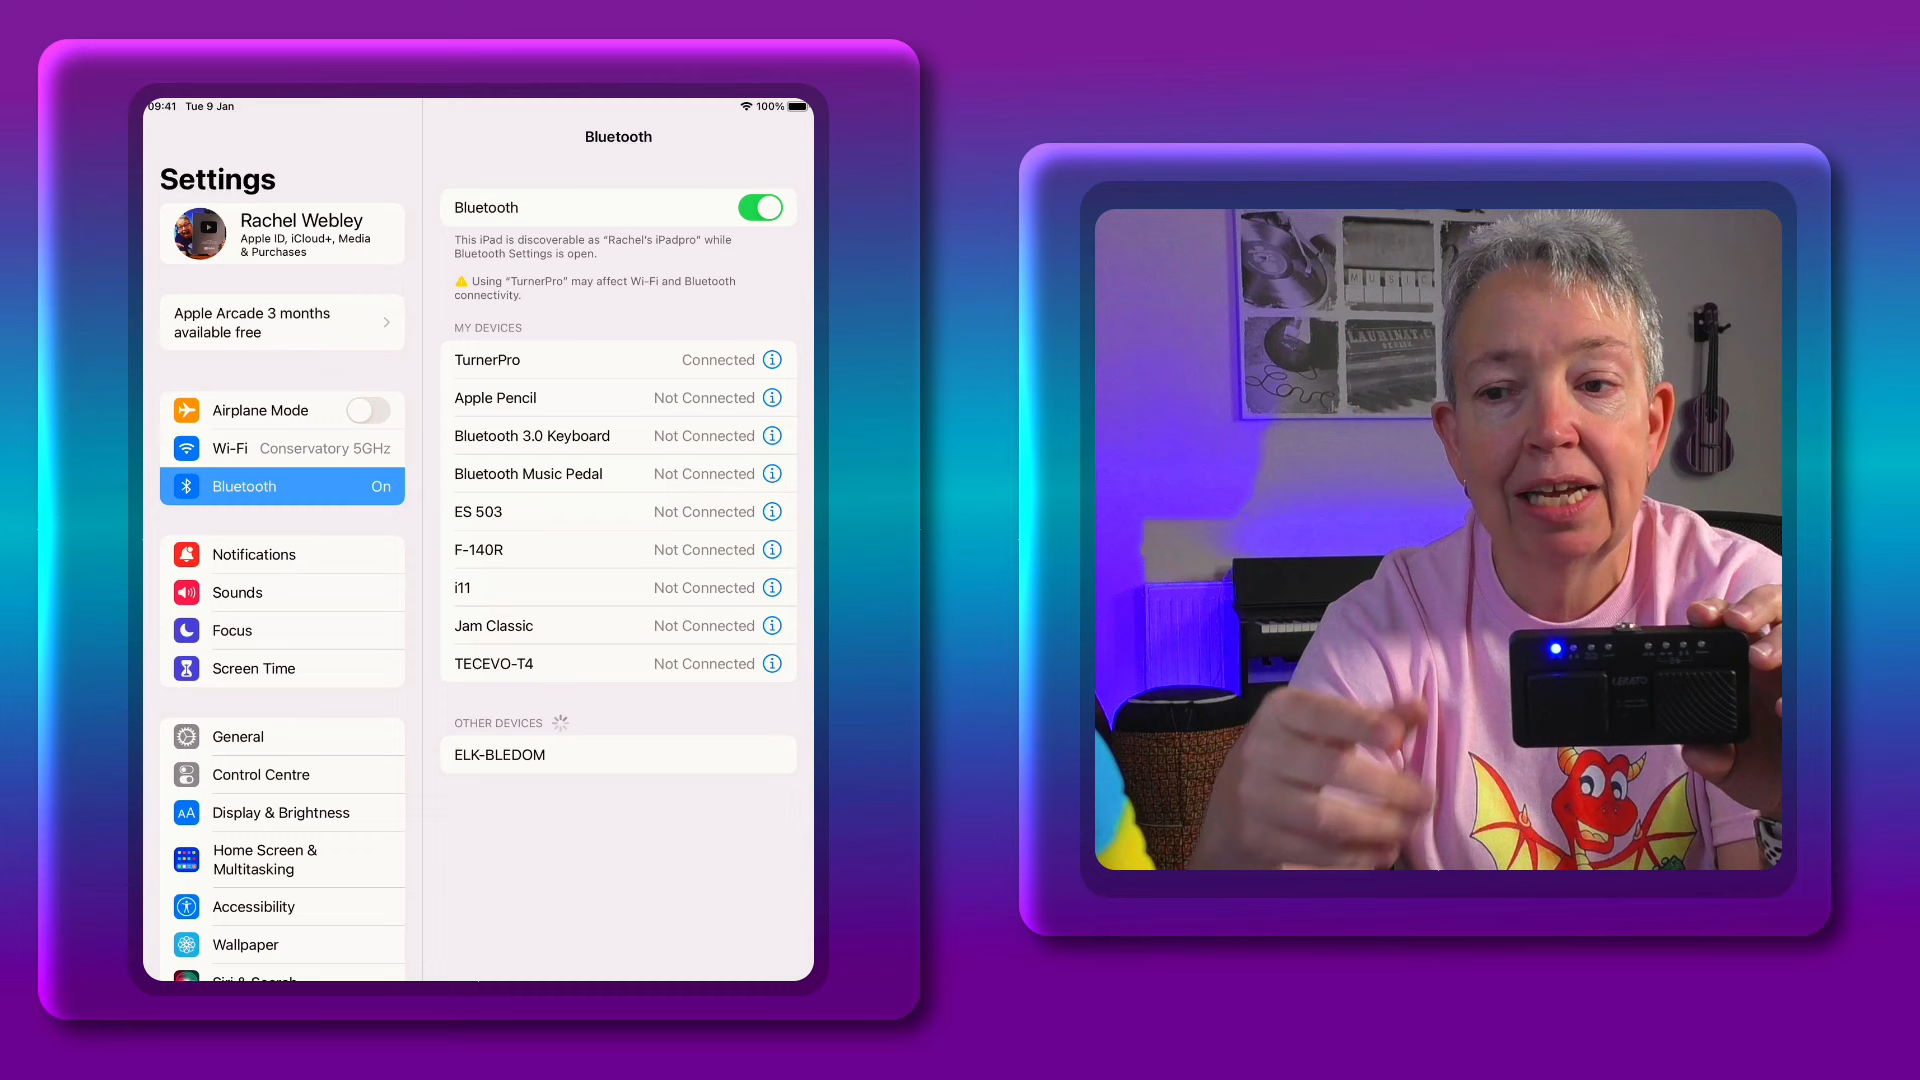 09:41 Tue 9 Jan
100%
Settings
Rachel Webley
Apple ID, iCloud+, Media
& Purchases
Apple Arcade 3 months
available free
Airplane Mode
Wi-Fi Conservatory 5GHz
Bluetooth On
Notifications
Sounds
Focus
Screen Time
General
Control Centre
AA Display & Brightness
Home Screen &
Multitasking
Accessibility
Wallpaper
Siri & Search
Bluetooth
Bluetooth
This iPad is discoverable as “Rachel's iPadpro” while
Bluetooth Settings is open.
Using “TurnerPro” may affect Wi-Fi and Bluetooth
connectivity.
MY DEVICES
TurnerPro Connected
Apple Pencil Not Connected
Bluetooth 3.0 Keyboard Not Connected
Bluetooth Music Pedal Not Connected
ES 503 Not Connected
F-140R Not Connected
i11 Not Connected
Jam Classic Not Connected
TECEVO-T4 Not Connected
OTHER DEVICES
ELK-BLEDOM
MUSIC
LEKATO